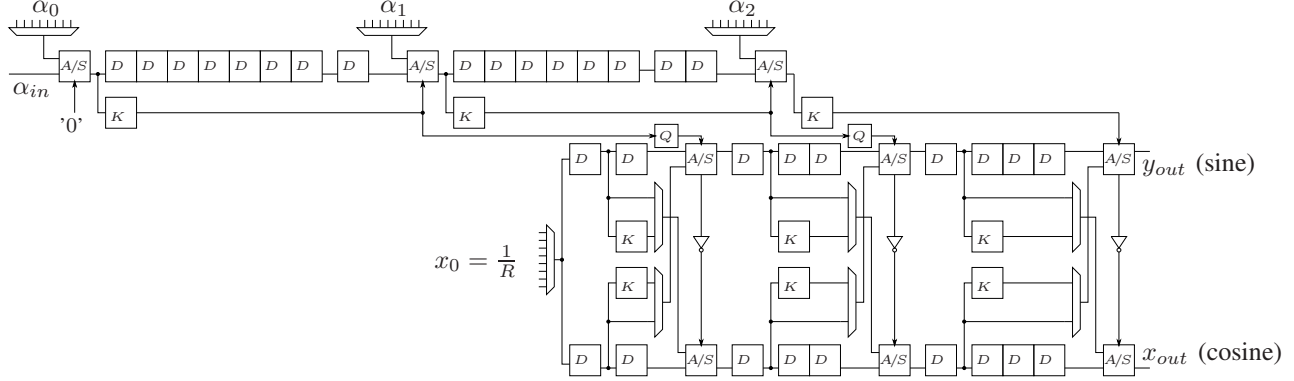 α₀ α₁ α₂
A/S D D D D D D D D A/S D D D D D D D D A/S
αᵢₙ
'0' K K K
Q Q
D D A/S D D D A/S D D D D A/S
yₒᵤₜ (sine)
K K K
x₀ = 1/R
K K K
D D A/S D D D A/S D D D D A/S
xₒᵤₜ (cosine)